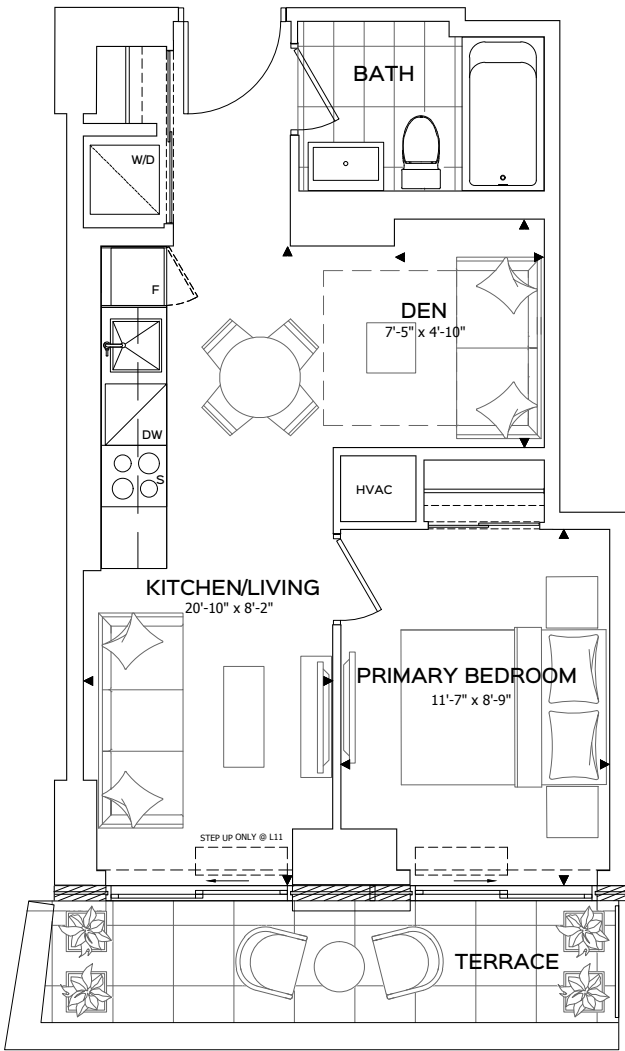 BATH
W/D
F
DEN
7'-5" x 4'-10"
DW
S
HVAC
KITCHEN/LIVING
20'-10" x 8'-2"
PRIMARY BEDROOM
11'-7" x 8'-9"
STEP UP ONLY @ L11
TERRACE